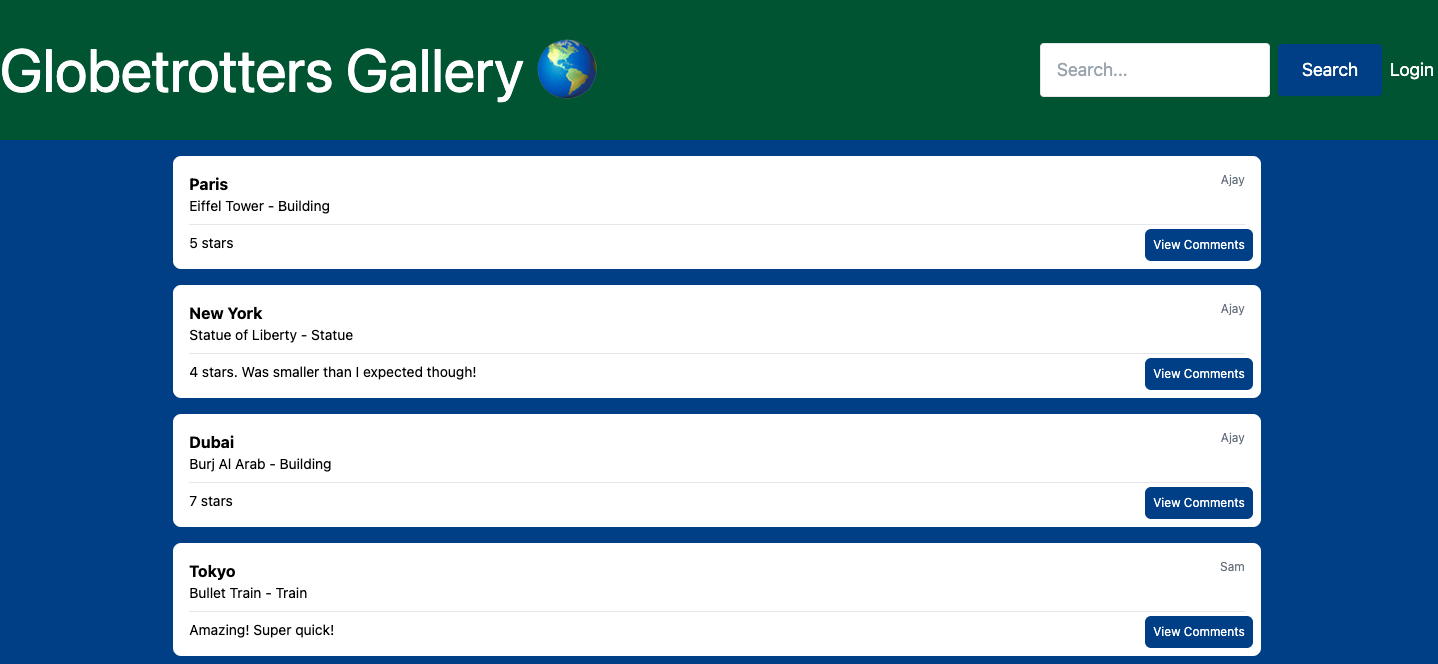 Globetrotters Gallery 🌎
Search...
Search
Login
Paris
Ajay
Eiffel Tower - Building
5 stars
View Comments
New York
Ajay
Statue of Liberty - Statue
4 stars. Was smaller than I expected though!
View Comments
Dubai
Ajay
Burj Al Arab - Building
7 stars
View Comments
Tokyo
Sam
Bullet Train - Train
Amazing! Super quick!
View Comments